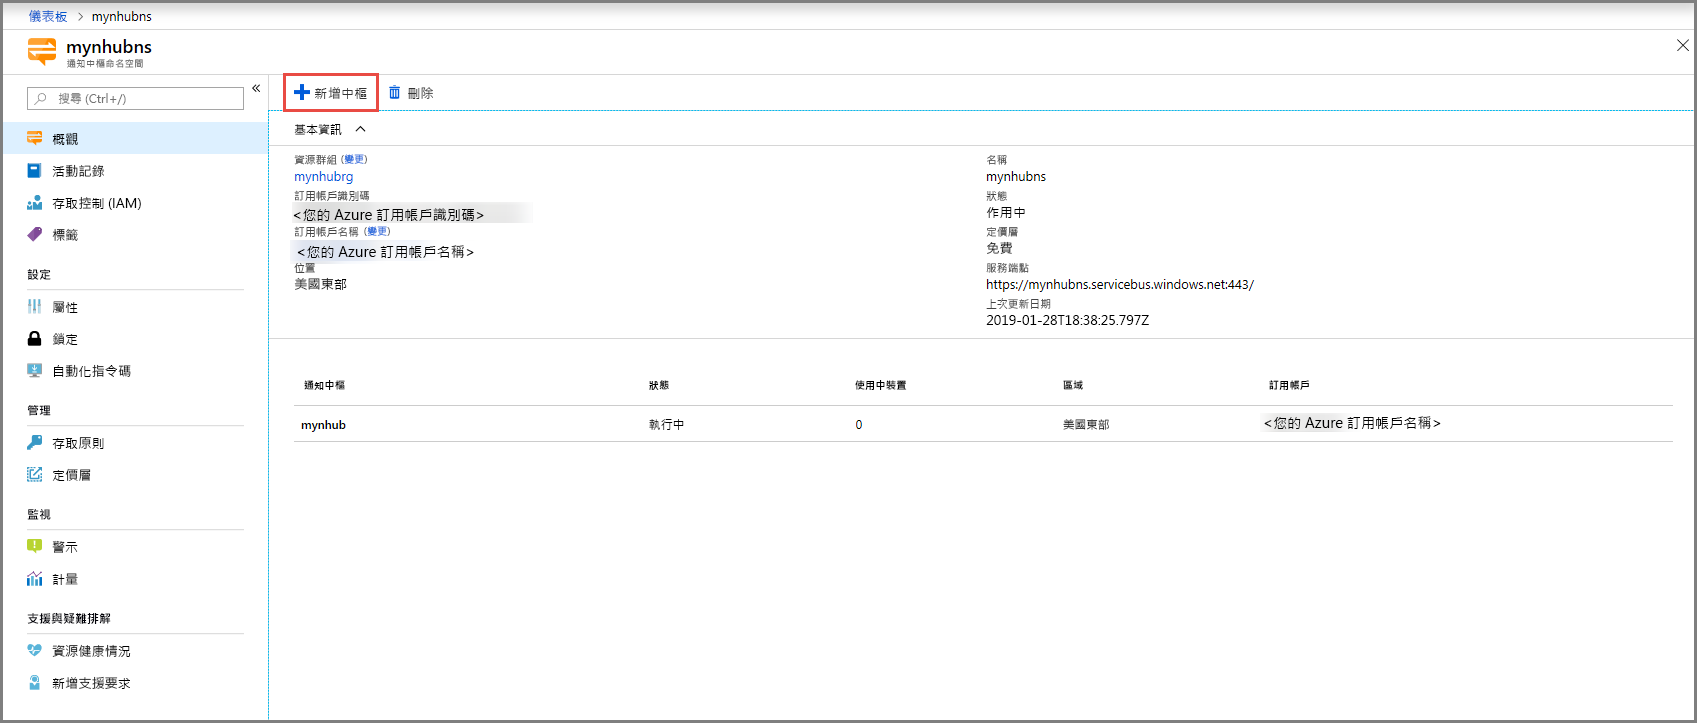 儀表板 > mynhubns
mynhubns
通知中樞命名空間
搜尋 (Ctrl+/)
«
概觀
活動記錄
存取控制 (IAM)
標籤
設定
屬性
鎖定
自動化指令碼
管理
存取原則
定價層
監視
警示
計量
支援與疑難排解
資源健康情況
新增支援要求
新增中樞 刪除
基本資訊
資源群組 (變更)
mynhubrg
訂用帳戶識別碼
<您的 Azure 訂用帳戶識別碼>
訂用帳戶名稱 (變更)
<您的 Azure 訂用帳戶名稱>
位置
美國東部
名稱
mynhubns
狀態
作用中
定價層
免費
服務端點
https://mynhubns.servicebus.windows.net:443/
上次更新日期
2019-01-28T18:38:25.797Z
通知中樞 狀態 使用中裝置 區域 訂用帳戶
mynhub 執行中 0 美國東部 <您的 Azure 訂用帳戶名稱>